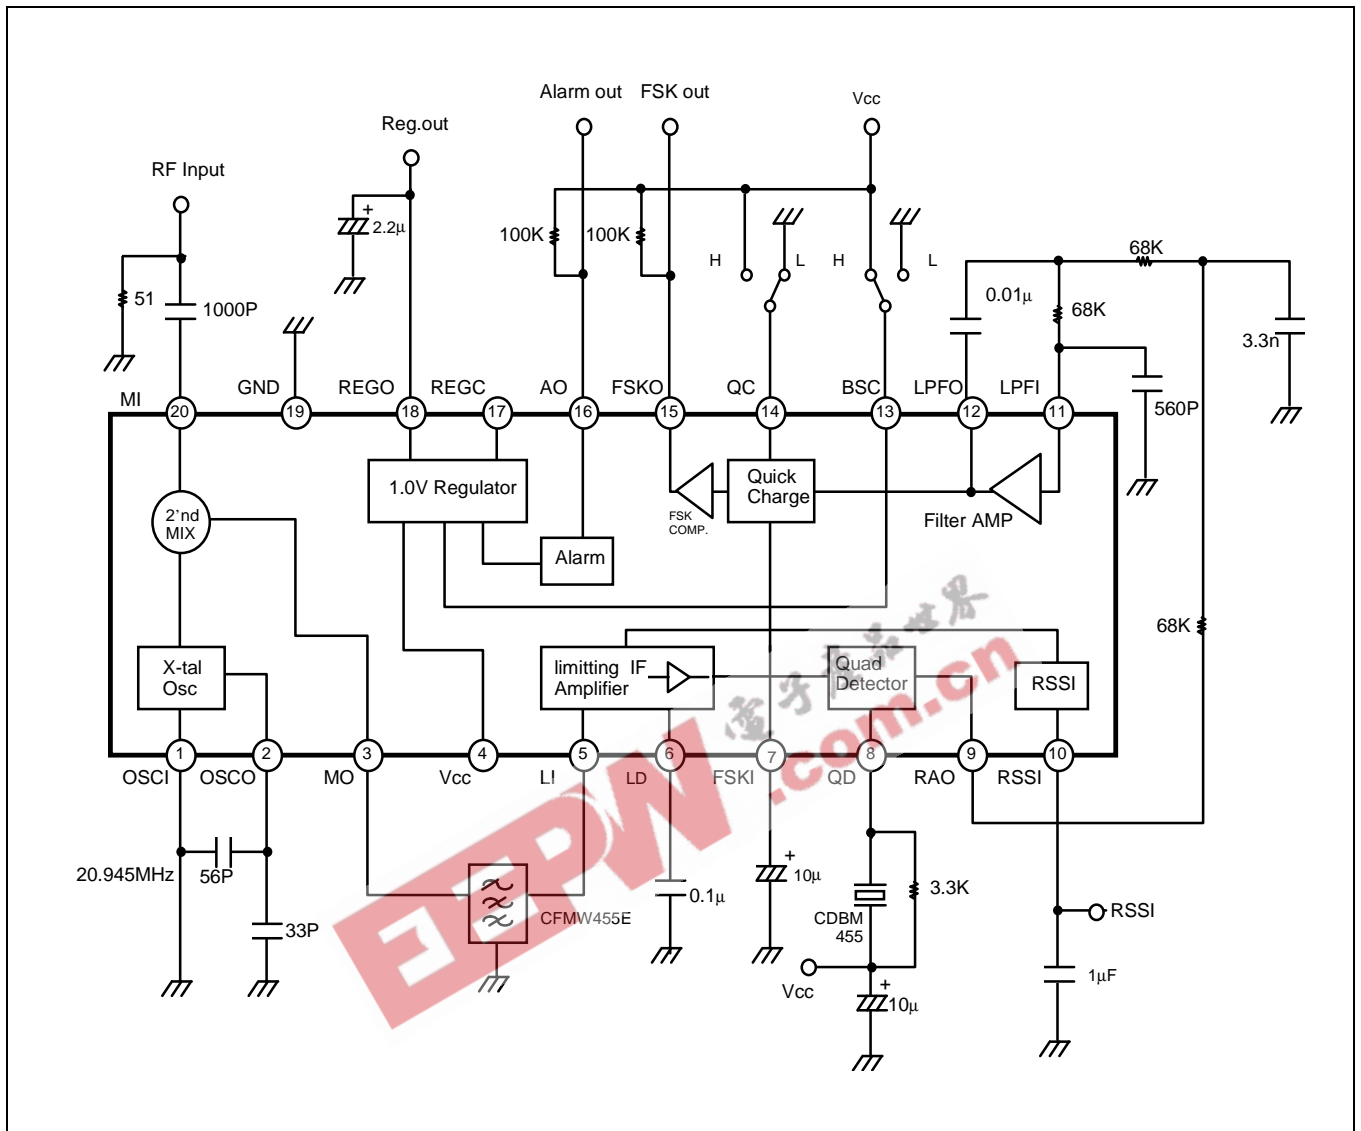 Alarm out
FSK out
Vcc
Reg.out
RF Input
+
2.2µ
100K
100K
H
L
H
L
68K
51
1000P
0.01µ
68K
3.3n
MI
GND
REGO
REGC
AO
FSKO
QC
BSC
LPFO
LPFI
560P
20
19
18
17
16
15
14
13
12
11
1.0V Regulator
Quick
Charge
2'nd
MIX
FSK
COMP.
Filter AMP
Alarm
68K
X-tal
Osc
limitting IF
Amplifier
Quad
Detector
RSSI
電子產品世界
EEPW
.com.cn
1
2
3
4
5
6
7
8
9
10
OSCI
OSCO
MO
Vcc
LI
LD
FSKI
QD
RAO
RSSI
20.945MHz
56P
33P
CFMW455E
0.1µ
+
10µ
CDBM
455
3.3K
RSSI
Vcc
+
10µ
1µF